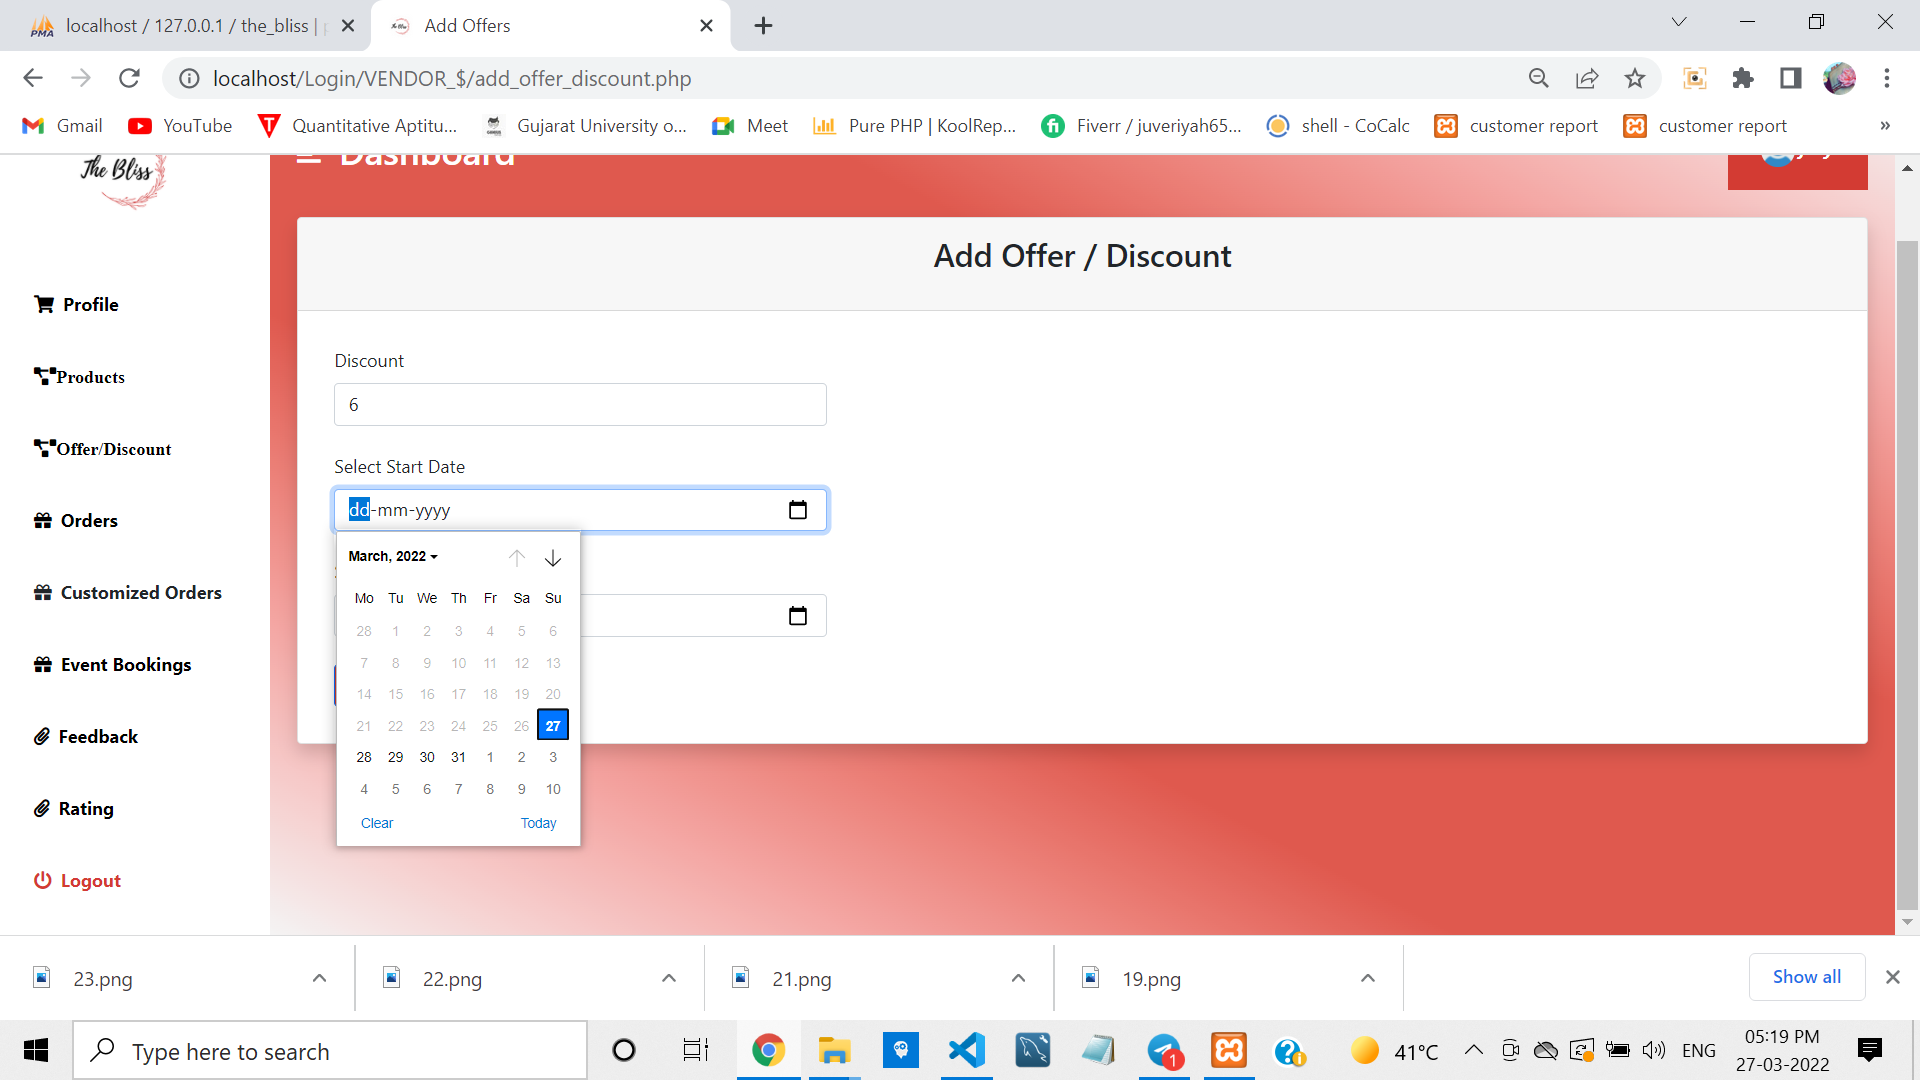 localhost / 127.0.0.1 / the_bliss |
Add Offers
localhost/Login/VENDOR_$/add_offer_discount.php
Gmail
YouTube
Quantitative Aptitu...
Gujarat University o...
Meet
Pure PHP | KoolRep...
Fiverr / juveriyah65...
shell - CoCalc
customer report
customer report
»
The Bliss
Dashboard
Profile
Products
Offer/Discount
Orders
Customized Orders
Event Bookings
Feedback
Rating
Logout
Add Offer / Discount
Discount
6
Select Start Date
dd-mm-yyyy
March, 2022
Mo Tu We Th Fr Sa Su
28 1 2 3 4 5 6
7 8 9 10 11 12 13
14 15 16 17 18 19 20
21 22 23 24 25 26 27
28 29 30 31 1 2 3
4 5 6 7 8 9 10
Clear Today
23.png
22.png
21.png
19.png
Show all
Type here to search
1
41°C
ENG
05:19 PM
27-03-2022